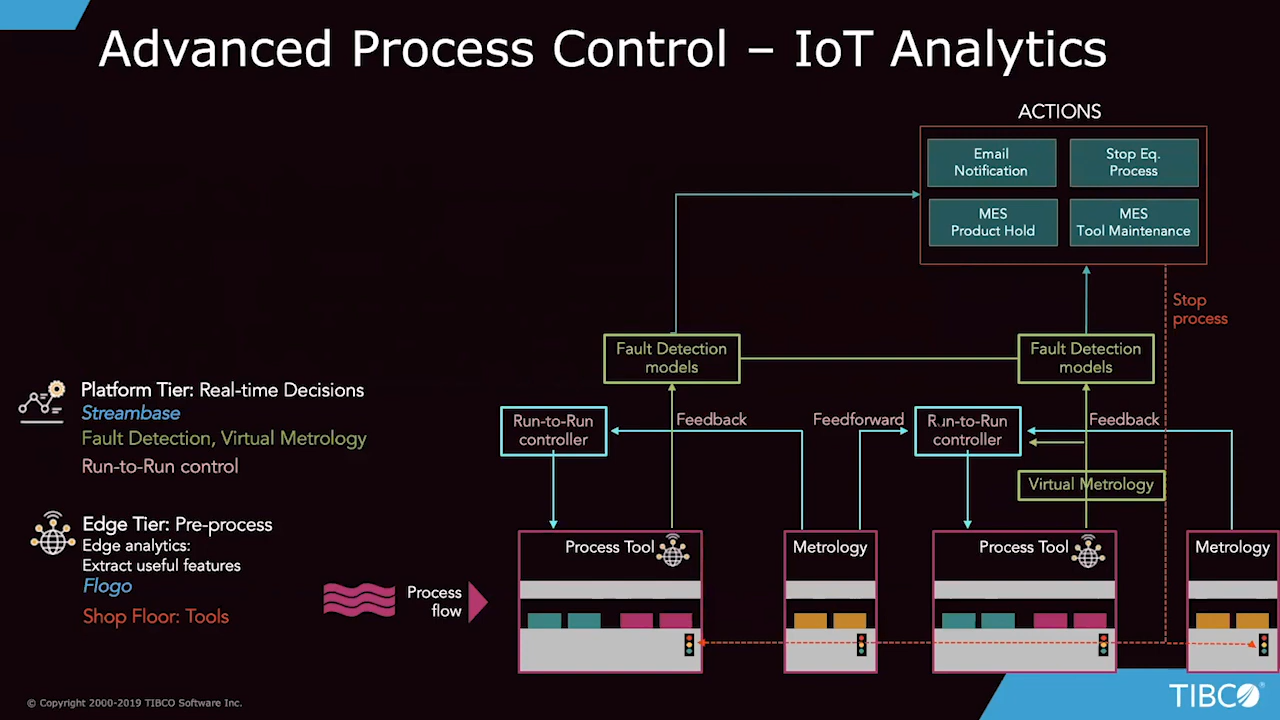 Advanced Process Control – IoT Analytics
ACTIONS
Email
Notification
Stop Eq.
Process
MES
Product Hold
MES
Tool Maintenance
Stop
process
Fault Detection
models
Fault Detection
models
Run-to-Run
controller
Feedback
Feedforward
Run-to-Run
controller
Feedback
Virtual Metrology
Platform Tier: Real-time Decisions
Streambase
Fault Detection, Virtual Metrology
Run-to-Run control
Edge Tier: Pre-process
Edge analytics:
Extract useful features
Flogo
Shop Floor: Tools
Process
flow
Process Tool
Metrology
Process Tool
Metrology
© Copyright 2000-2019 TIBCO Software Inc.
TIBCO®